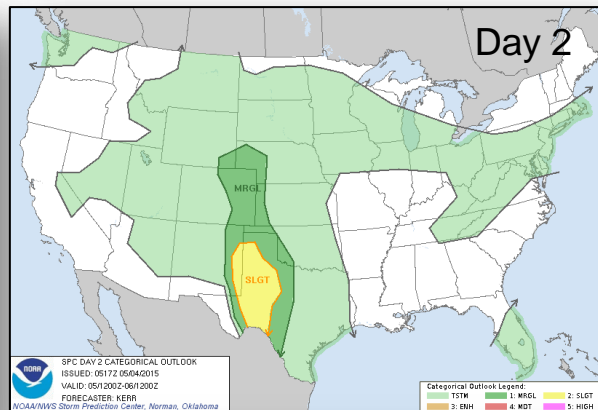 Day 2
MRGL
SLGT
NOAA
SPC DAY 2 CATEGORICAL OUTLOOK
ISSUED: 0517Z 05/04/2015
VALID: 05/1200Z-06/1200Z
FORECASTER: KERR
NOAA/NWS Storm Prediction Center, Norman, Oklahoma
Categorical Outlook Legend:
TSTM 1: MRGL 2: SLGT
3: ENH 4: MDT 5: HIGH